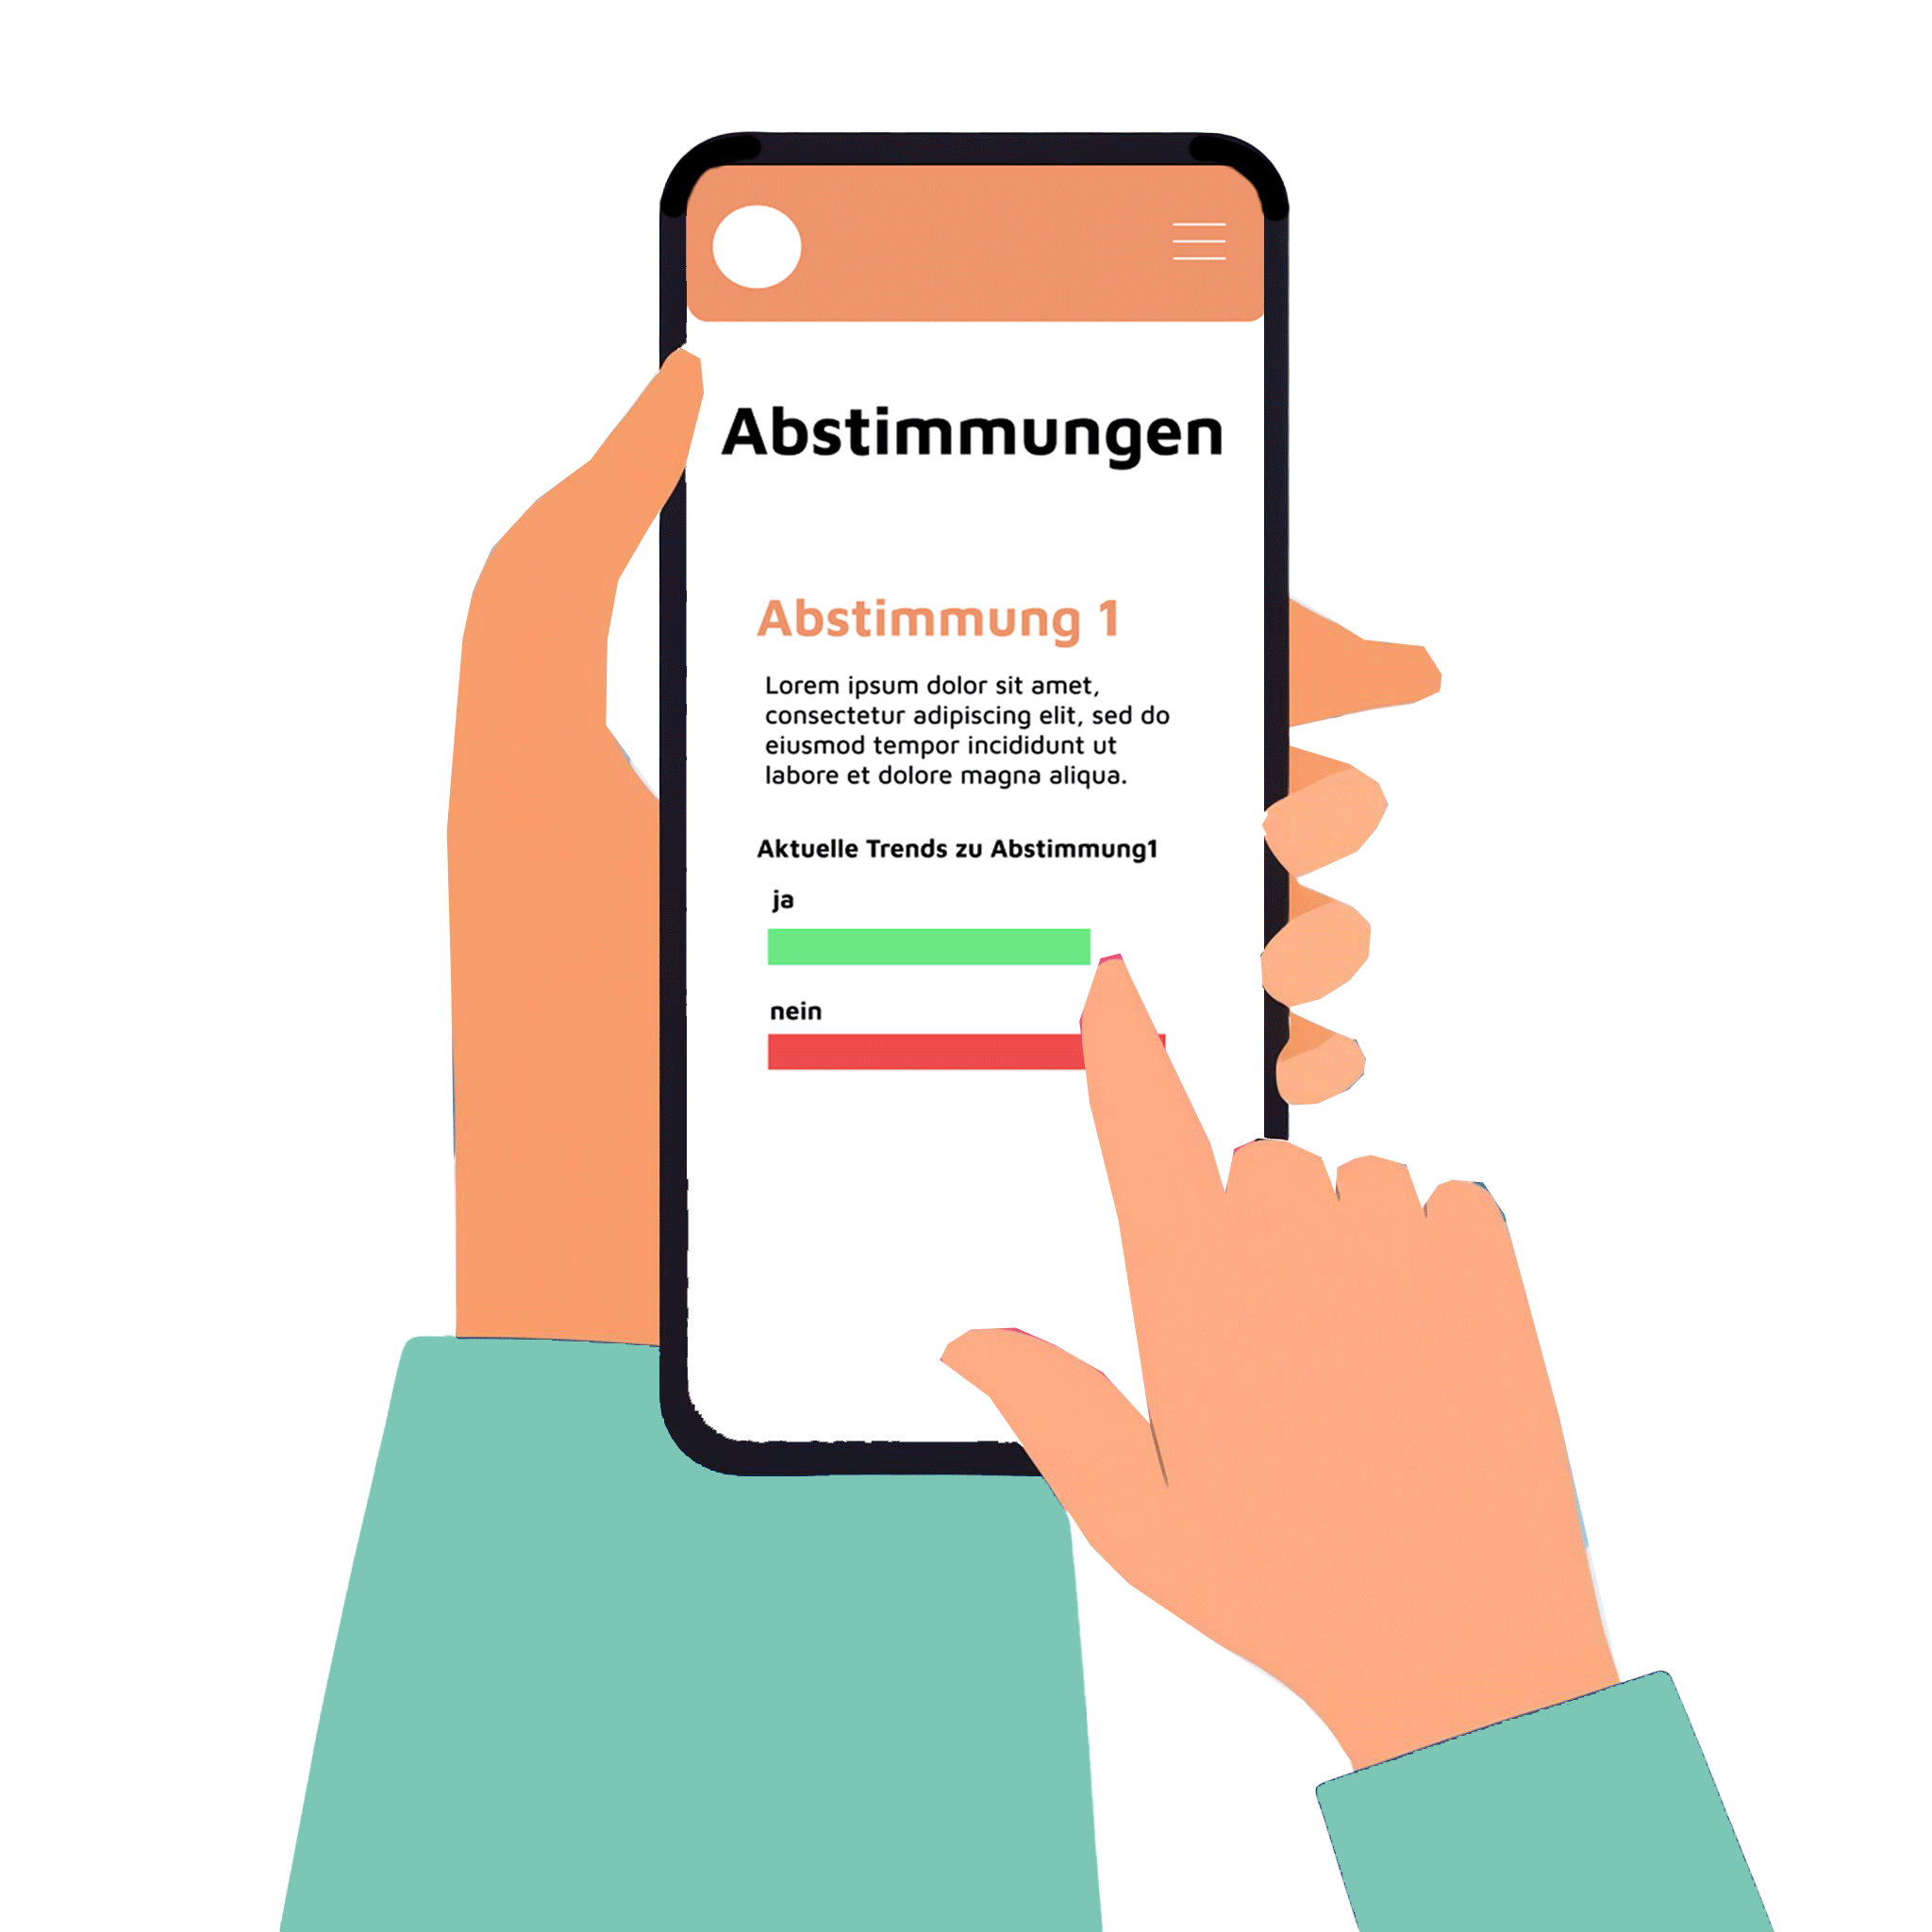 Abstimmungen
Abstimmung 1
Lorem ipsum dolor sit amet,
consectetur adipiscing elit, sed do
eiusmod tempor incididunt ut
labore et dolore magna aliqua.
Aktuelle Trends zu Abstimmung1
ja
nein